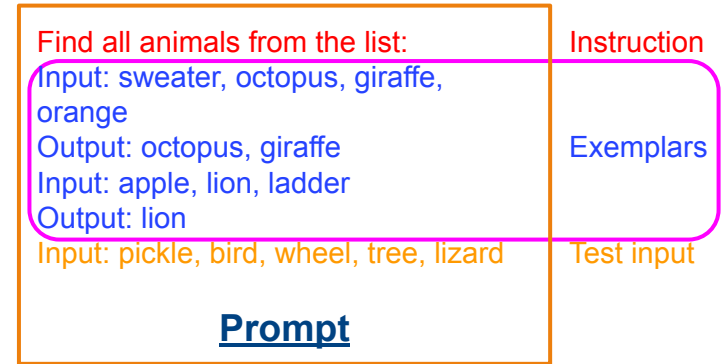 Find all animals from the list:
Instruction
Input: sweater, octopus, giraffe,
orange
Output: octopus, giraffe
Exemplars
Input: apple, lion, ladder
Output: lion
Input: pickle, bird, wheel, tree, lizard
Test input
Prompt